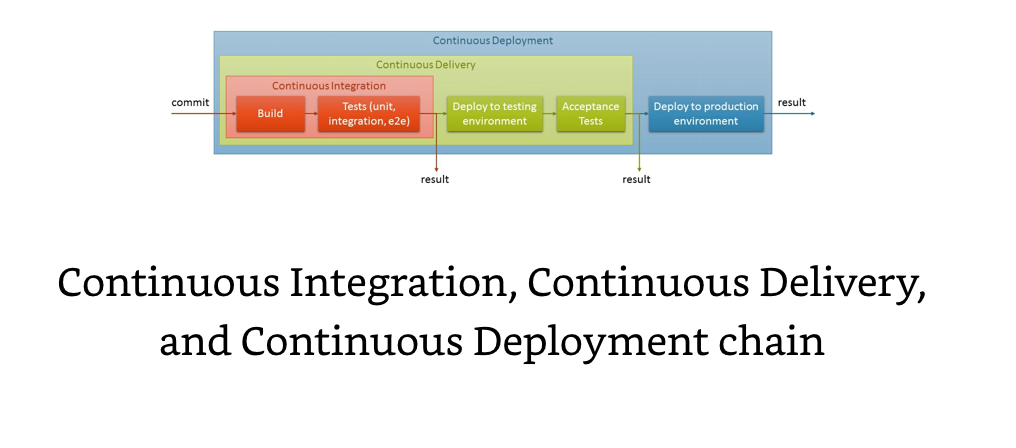 Continuous Deployment
Continuous Delivery
Continuous Integration
commit
Build
Tests (unit,
integration, e2e)
Deploy to testing
environment
Acceptance
Tests
Deploy to production
environment
result
result
result
Continuous Integration, Continuous Delivery,
and Continuous Deployment chain